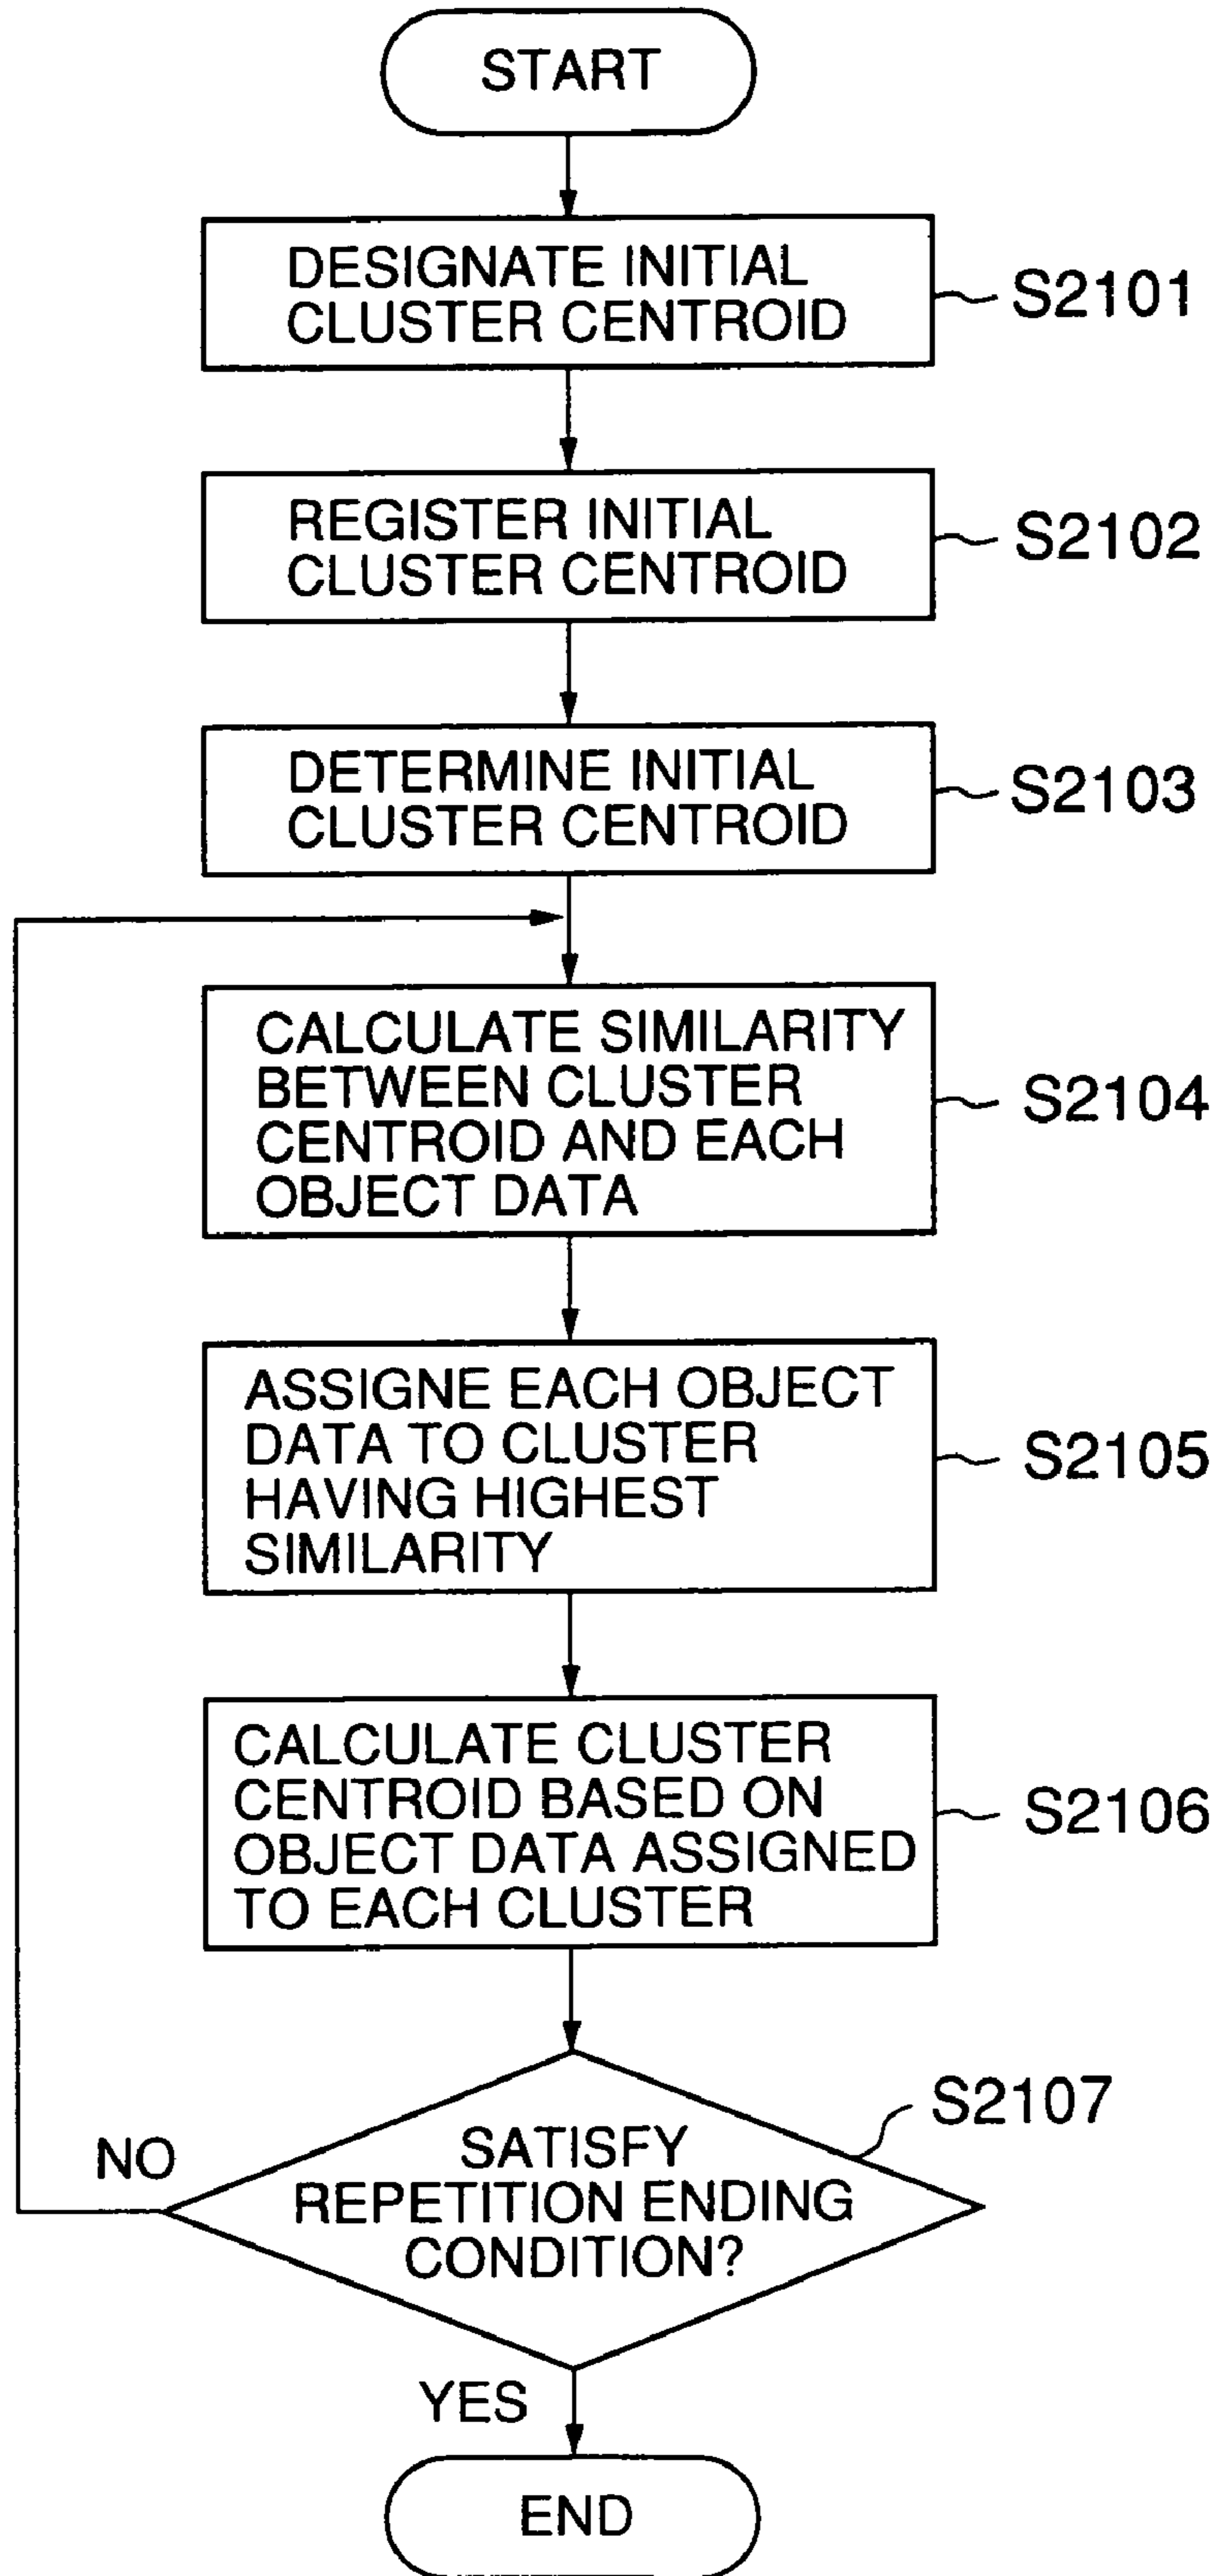 START
DESIGNATE INITIAL
CLUSTER CENTROID
S2101
REGISTER INITIAL
CLUSTER CENTROID
S2102
DETERMINE INITIAL
CLUSTER CENTROID
S2103
CALCULATE SIMILARITY
BETWEEN CLUSTER
CENTROID AND EACH
OBJECT DATA
S2104
ASSIGNE EACH OBJECT
DATA TO CLUSTER
HAVING HIGHEST
SIMILARITY
S2105
CALCULATE CLUSTER
CENTROID BASED ON
OBJECT DATA ASSIGNED
TO EACH CLUSTER
S2106
S2107
NO
SATISFY
REPETITION ENDING
CONDITION?
YES
END